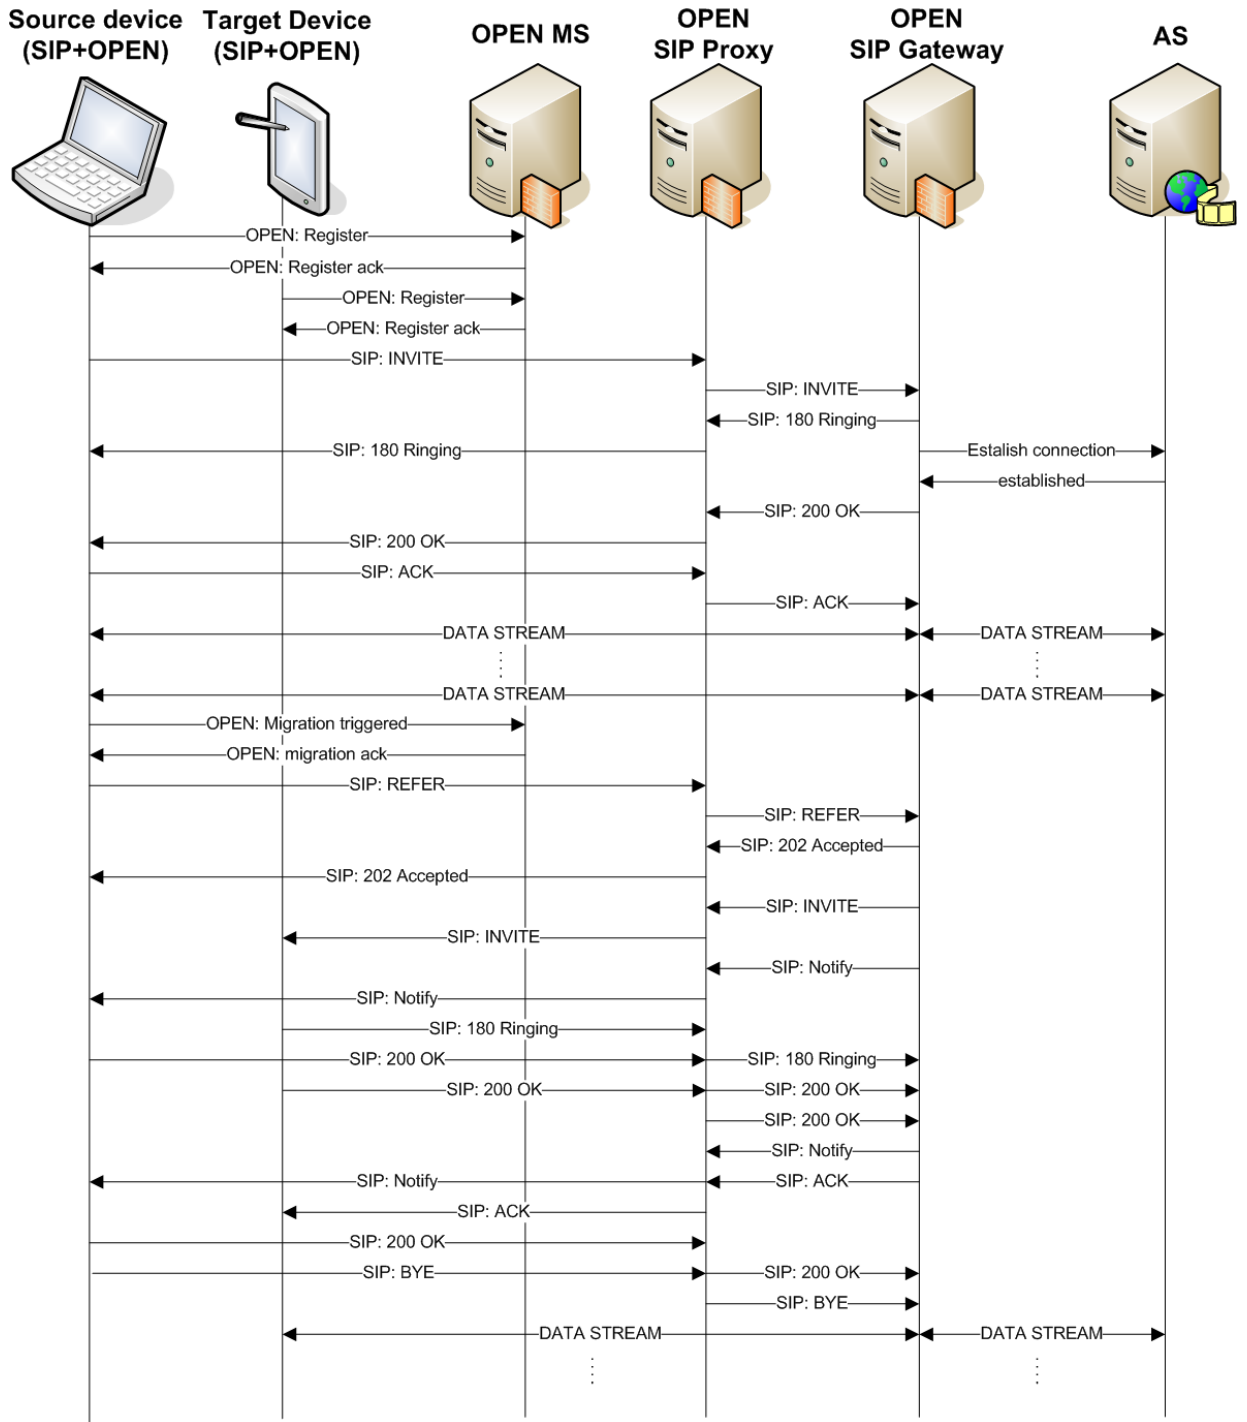 Source device
(SIP+OPEN)
Target Device
(SIP+OPEN)
OPEN MS
OPEN
SIP Proxy
OPEN
SIP Gateway
AS
OPEN: Register
OPEN: Register ack
OPEN: Register
OPEN: Register ack
SIP: INVITE
SIP: INVITE
SIP: 180 Ringing
SIP: 180 Ringing
Estalish connection
established
SIP: 200 OK
SIP: 200 OK
SIP: ACK
SIP: ACK
DATA STREAM
DATA STREAM
DATA STREAM
DATA STREAM
OPEN: Migration triggered
OPEN: migration ack
SIP: REFER
SIP: REFER
SIP: 202 Accepted
SIP: 202 Accepted
SIP: INVITE
SIP: INVITE
SIP: Notify
SIP: Notify
SIP: 180 Ringing
SIP: 200 OK
SIP: 180 Ringing
SIP: 200 OK
SIP: 200 OK
SIP: 200 OK
SIP: Notify
SIP: Notify
SIP: ACK
SIP: ACK
SIP: 200 OK
SIP: BYE
SIP: 200 OK
SIP: BYE
DATA STREAM
DATA STREAM